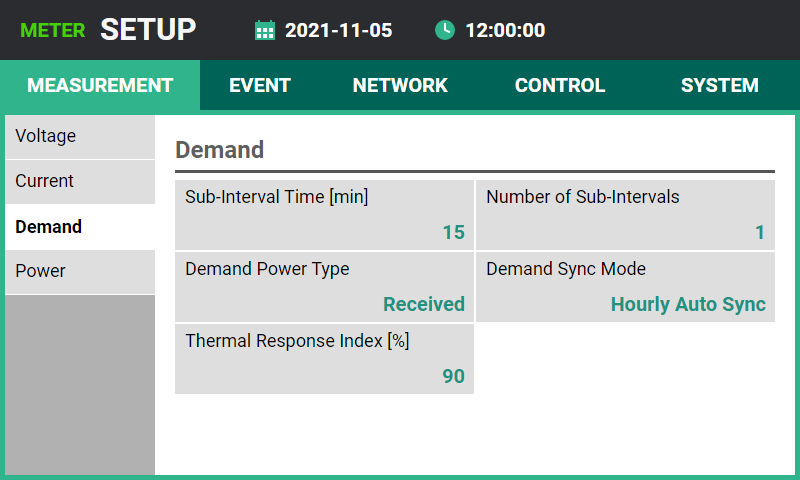 METER SETUP 2021-11-05 12:00:00
MEASUREMENT EVENT NETWORK CONTROL SYSTEM
Voltage
Current
Demand
Power
Demand
Sub-Interval Time [min]
15
Number of Sub-Intervals
1
Demand Power Type
Received
Demand Sync Mode
Hourly Auto Sync
Thermal Response Index [%]
90